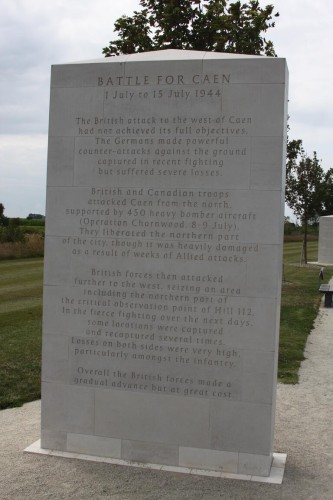 BATTLE FOR CAEN
1 July to 15 July 1944
The British attack to the west of Caen
had not achieved its full objectives.
The Germans made powerful
counter-attacks against the ground
captured in recent fighting
but suffered severe losses.
British and Canadian troops
attacked Caen from the north,
supported by 450 heavy bomber aircraft
(Operation Charnwood: 8-9 July).
They liberated the northern part
of the city, though it was heavily damaged
as a result of weeks of Allied attacks.
British forces then attacked
further to the west, seizing an area
including the northern part of
the critical observation point of Hill 112.
In the fierce fighting over the next days,
some locations were captured
and recaptured several times.
Losses on both sides were very high,
particularly amongst the infantry.
Overall the British forces made a
gradual advance but at great cost.